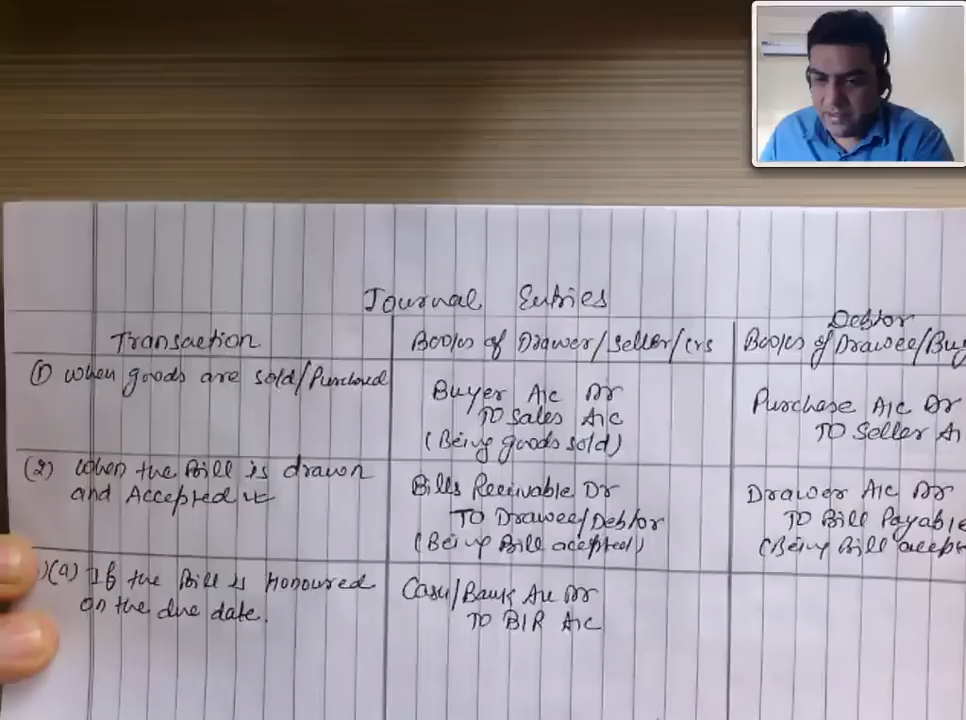 Journal Entries
Transaction
Books of Drawer/Seller/Crs
Debtor
Books of Drawee/Buy
(1) When goods are sold/Purchased
Buyer A/c Dr
To Sales A/c
(Being goods sold)
Purchase A/c Dr
To Seller A/
(2) When the Bill is drawn
and Accepted it
Bills Receivable Dr
To Drawee/Debtor
(Being Bill accepted)
Drawer A/c Dr
To Bill Payable
(Being Bill accep
)(a) If the Bill is Honoured
on the due date.
Cash/Bank A/c Dr
To B/R A/c